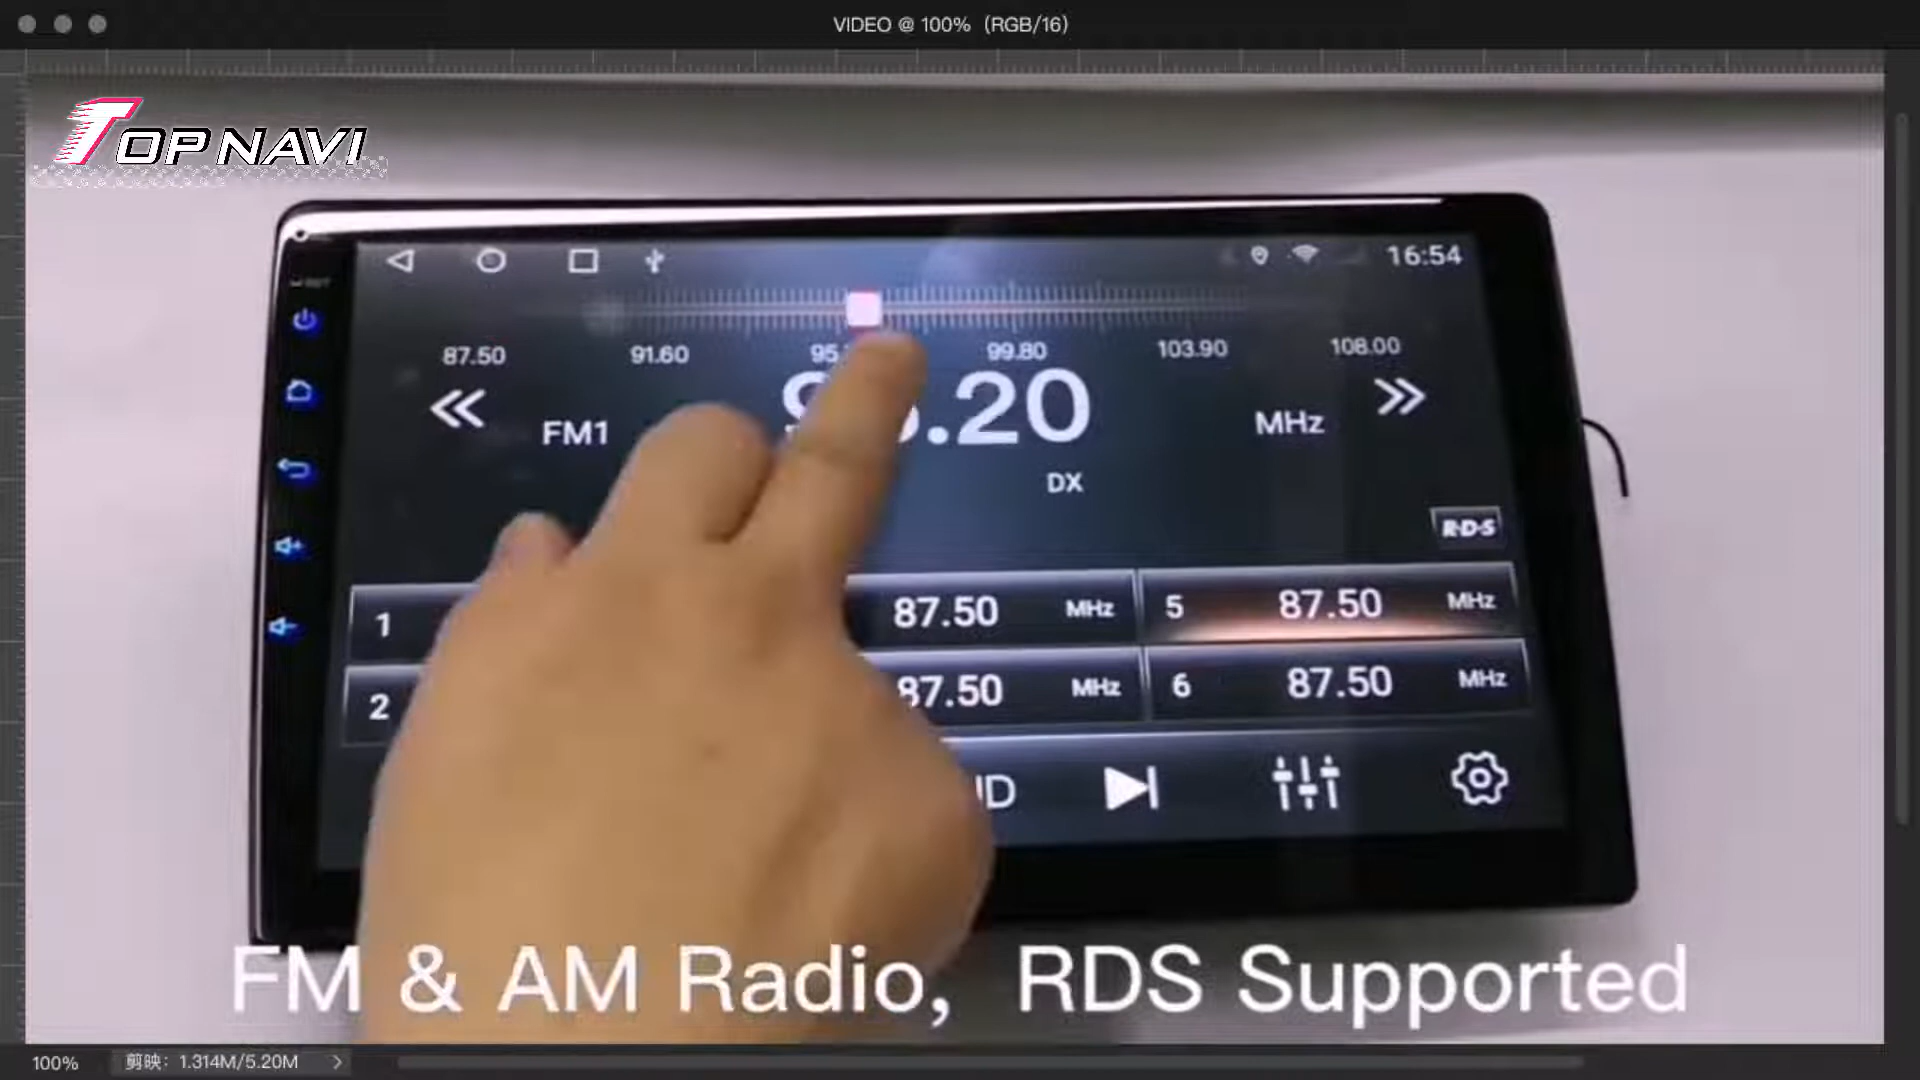 VIDEO @ 100% (RGB/16)
TOPNAVI
16:54
87.50 91.60 95. 99.80 103.90 108.00
FM1 .20 MHz
DX
R·D·S
1 87.50 MHz 5 87.50 MHz
2 87.50 MHz 6 87.50 MHz
FM & AM Radio, RDS Supported
100% 剪映: 1.314M/5.20M